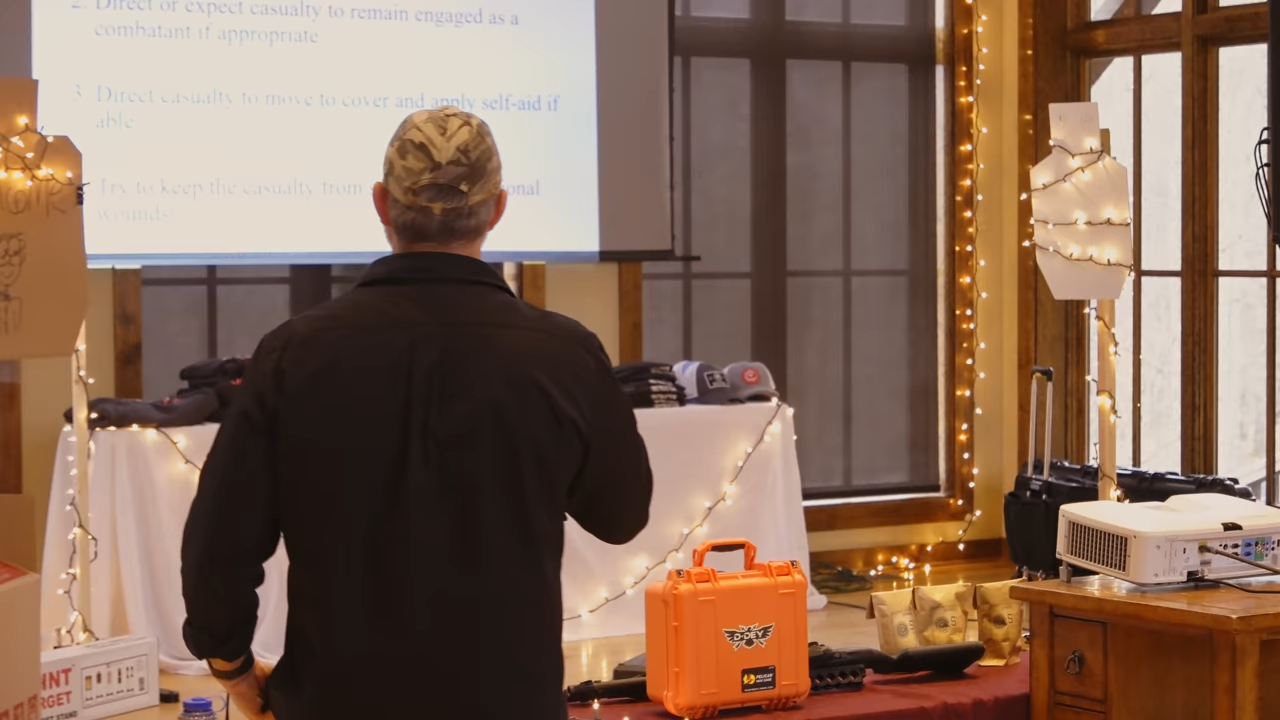 2. Direct or expect casualty to remain engaged as a
combatant if appropriate
3. Direct casualty to move to cover and apply self-aid if
able
Try to keep the casualty from
wounds
D-DEY
PELICAN